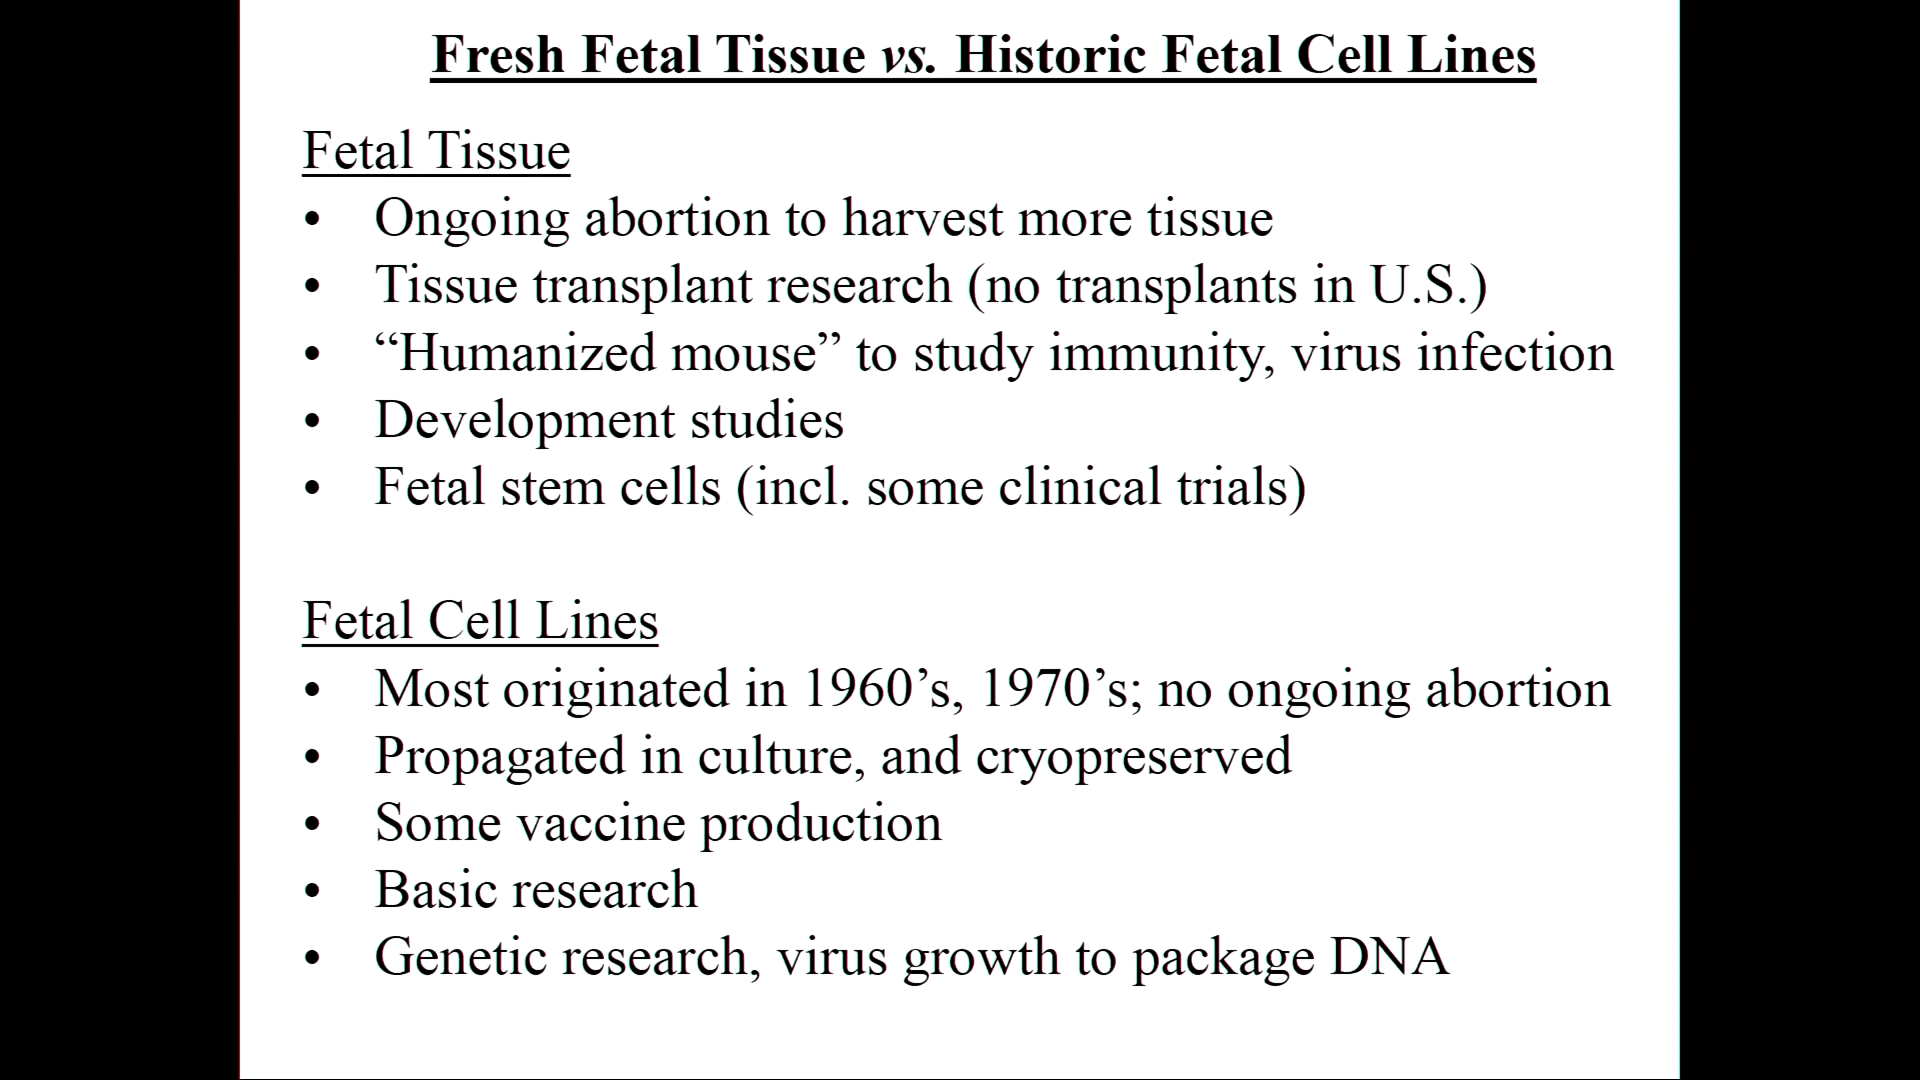 Fresh Fetal Tissue vs. Historic Fetal Cell Lines
Fetal Tissue
• Ongoing abortion to harvest more tissue
• Tissue transplant research (no transplants in U.S.)
• “Humanized mouse” to study immunity, virus infection
• Development studies
• Fetal stem cells (incl. some clinical trials)
Fetal Cell Lines
• Most originated in 1960’s, 1970’s; no ongoing abortion
• Propagated in culture, and cryopreserved
• Some vaccine production
• Basic research
• Genetic research, virus growth to package DNA